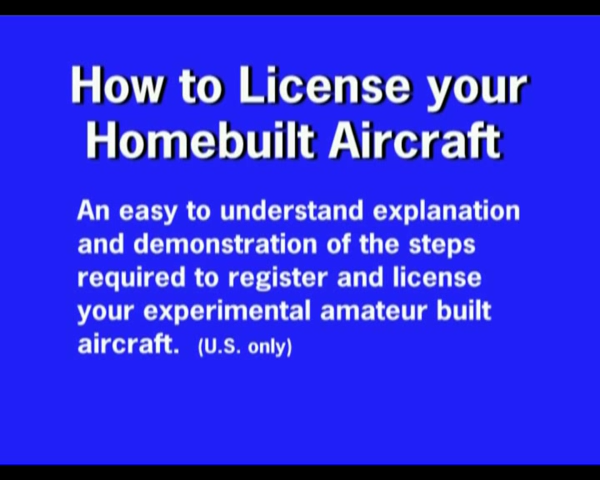 How to License your
Homebuilt Aircraft
An easy to understand explanation
and demonstration of the steps
required to register and license
your experimental amateur built
aircraft. (U.S. only)